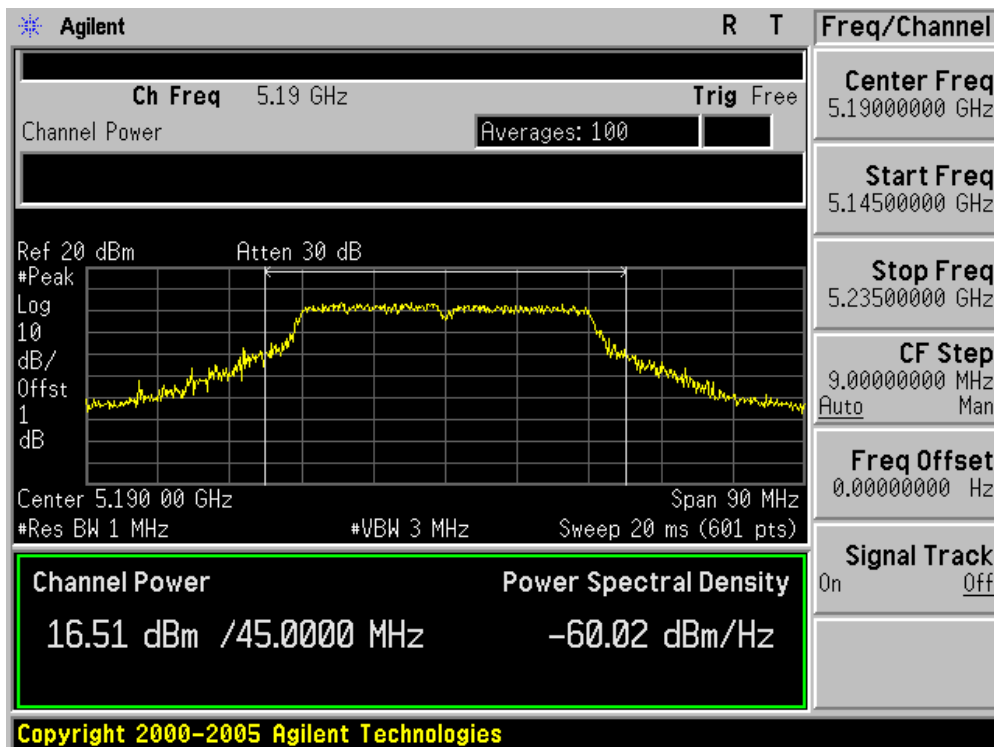 Agilent R T
Freq/Channel
Ch Freq 5.19 GHz Trig Free
Channel Power Averages: 100
Ref 20 dBm Atten 30 dB
#Peak
Log
10
dB/
Offst
1
dB
Center 5.190 00 GHz Span 90 MHz
#Res BW 1 MHz #VBW 3 MHz Sweep 20 ms (601 pts)
Channel Power Power Spectral Density
16.51 dBm /45.0000 MHz -60.02 dBm/Hz
Center Freq
5.19000000 GHz
Start Freq
5.14500000 GHz
Stop Freq
5.23500000 GHz
CF Step
9.00000000 MHz
Auto Man
Freq Offset
0.00000000 Hz
Signal Track
On Off
Copyright 2000-2005 Agilent Technologies